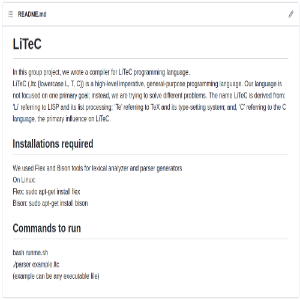 README.md
LiTeC
In this group project, we wrote a compiler for LiTeC programming language.
LiTeC (.ltc {lowercase L, T, C}) is a high-level imperative, general-purpose programming language. Our language is
not focused on one primary goal; instead, we are trying to solve different problems. The name LiTeC is derived from:
'Li' referring to LISP and its list processing; 'Te' referring to TeX and its type-setting system; and, 'C' referring to the C
language, the primary influence on LiTeC.
Installations required
We used Flex and Bison tools for lexical analyzer and parser generators
On Linux:
Flex: sudo apt-get install flex
Bison: sudo apt-get install bison
Commands to run
bash runme.sh
./parser example.ltc
(example can be any executable file)